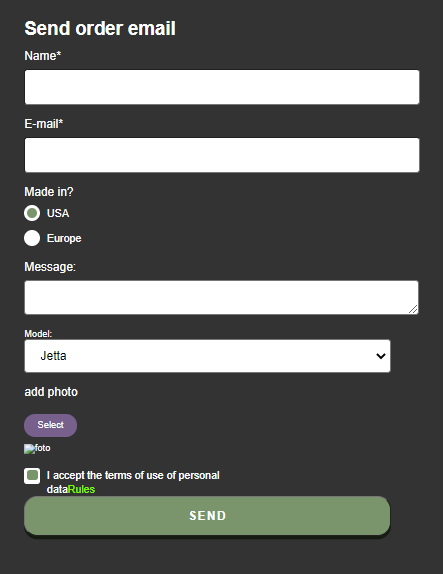 Send order email
Name*
E-mail*
Made in?
USA
Europe
Message:
Model:
Jetta
add photo
Select
foto
I accept the terms of use of personal
dataRules
SEND